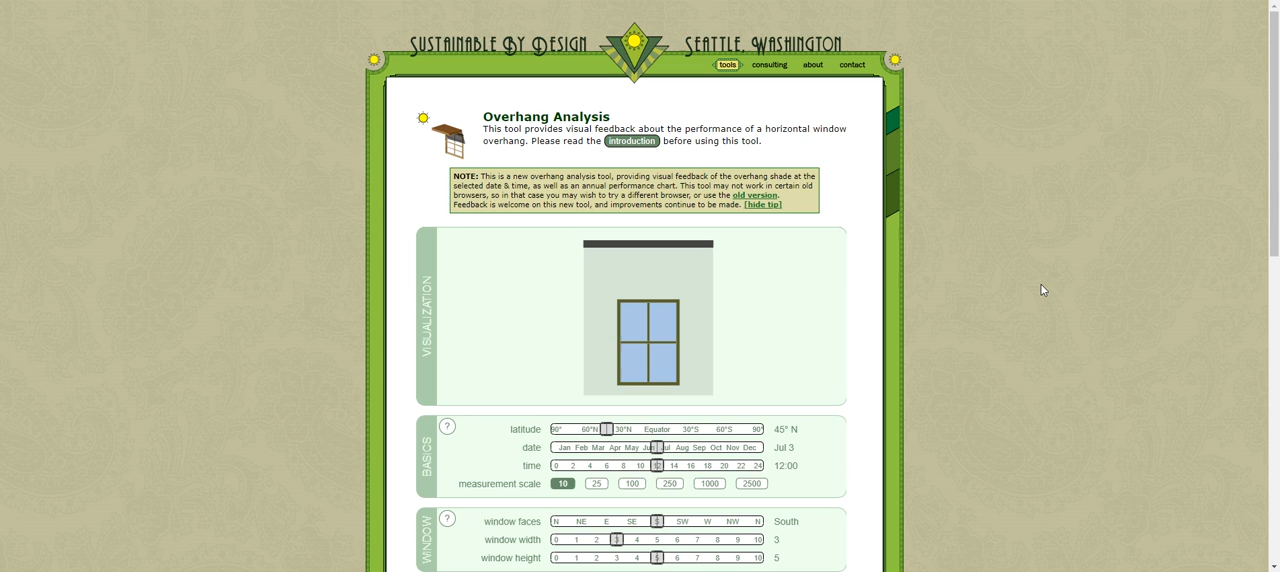 Sustainable By Design Seattle, Washington
tools consulting about contact
Overhang Analysis
This tool provides visual feedback about the performance of a horizontal window
overhang. Please read the introduction before using this tool.
NOTE: This is a new overhang analysis tool, providing visual feedback of the overhang shade at the
selected date & time, as well as an annual performance chart. This tool may not work in certain old
browsers, so in that case you may wish to try a different browser, or use the old version.
Feedback is welcome on this new tool, and improvements continue to be made. [hide tip]
VISUALIZATION
BASICS
?
latitude 90° 60°N 30°N Equator 30°S 60°S 90° 45° N
date Jan Feb Mar Apr May Jun Jul Aug Sep Oct Nov Dec Jul 3
time 0 2 4 6 8 10 12 14 16 18 20 22 24 12:00
measurement scale 10 25 100 250 1000 2500
WINDOW
?
window faces N NE E SE S SW W NW N South
window width 0 1 2 3 4 5 6 7 8 9 10 3
window height 0 1 2 3 4 5 6 7 8 9 10 5